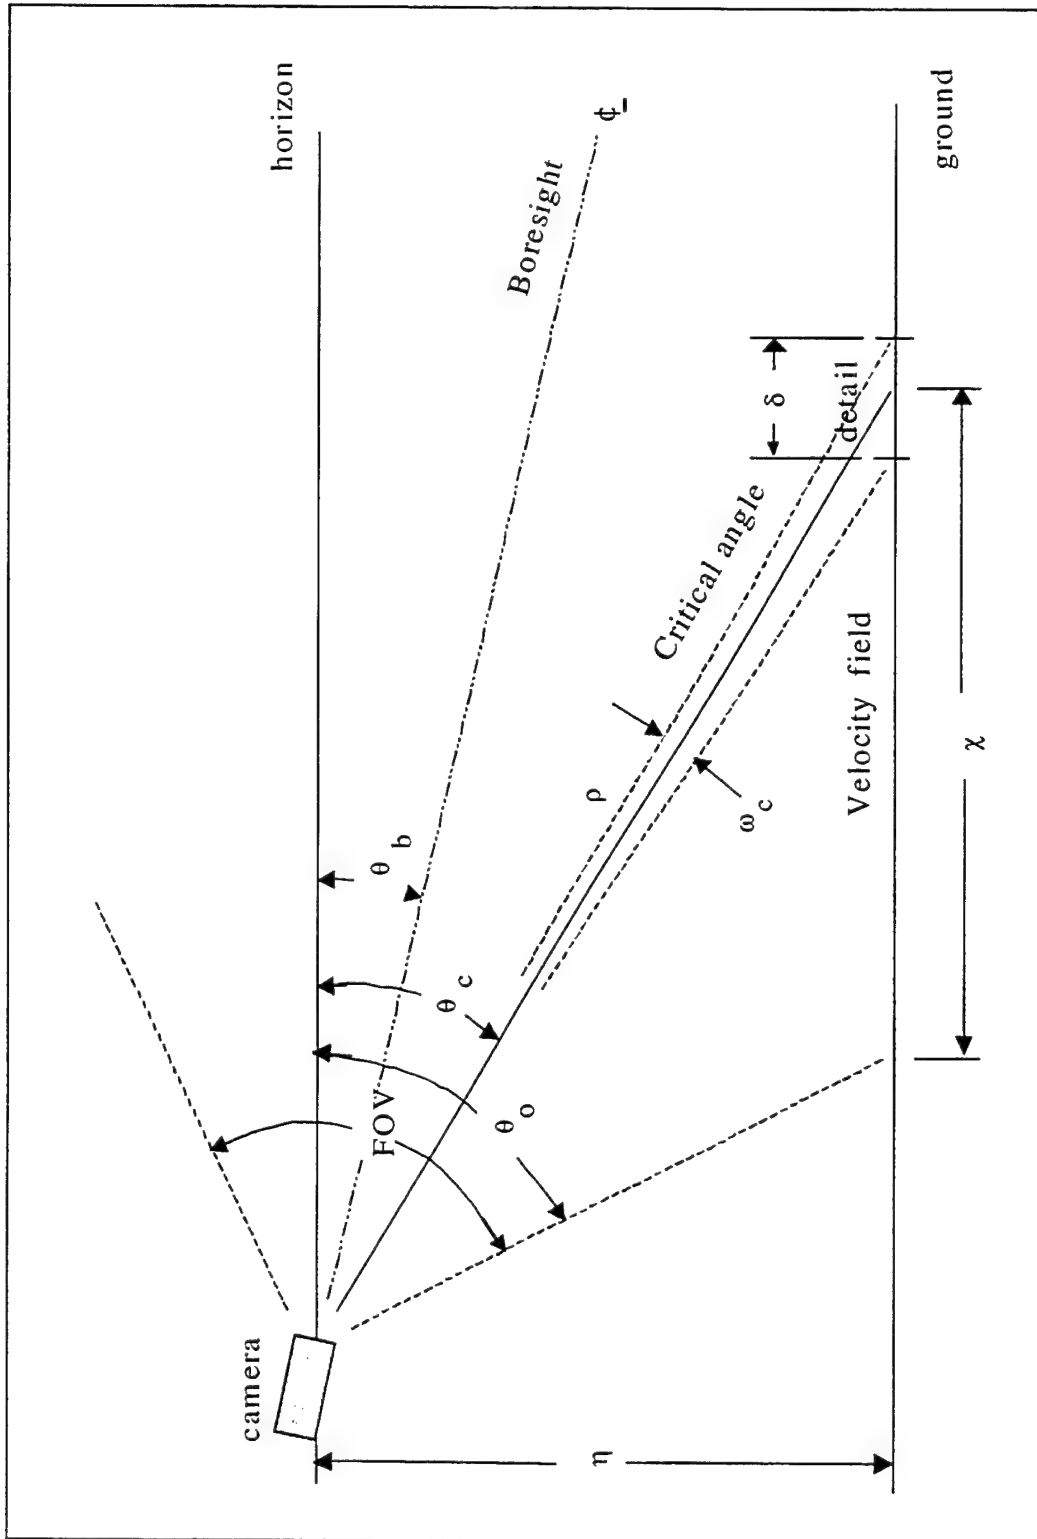 camera
horizon
Boresight
¢
FOV
θ b
θ c
θ o
ρ
Critical angle
ω c
δ
detail
Velocity field
χ
η
ground